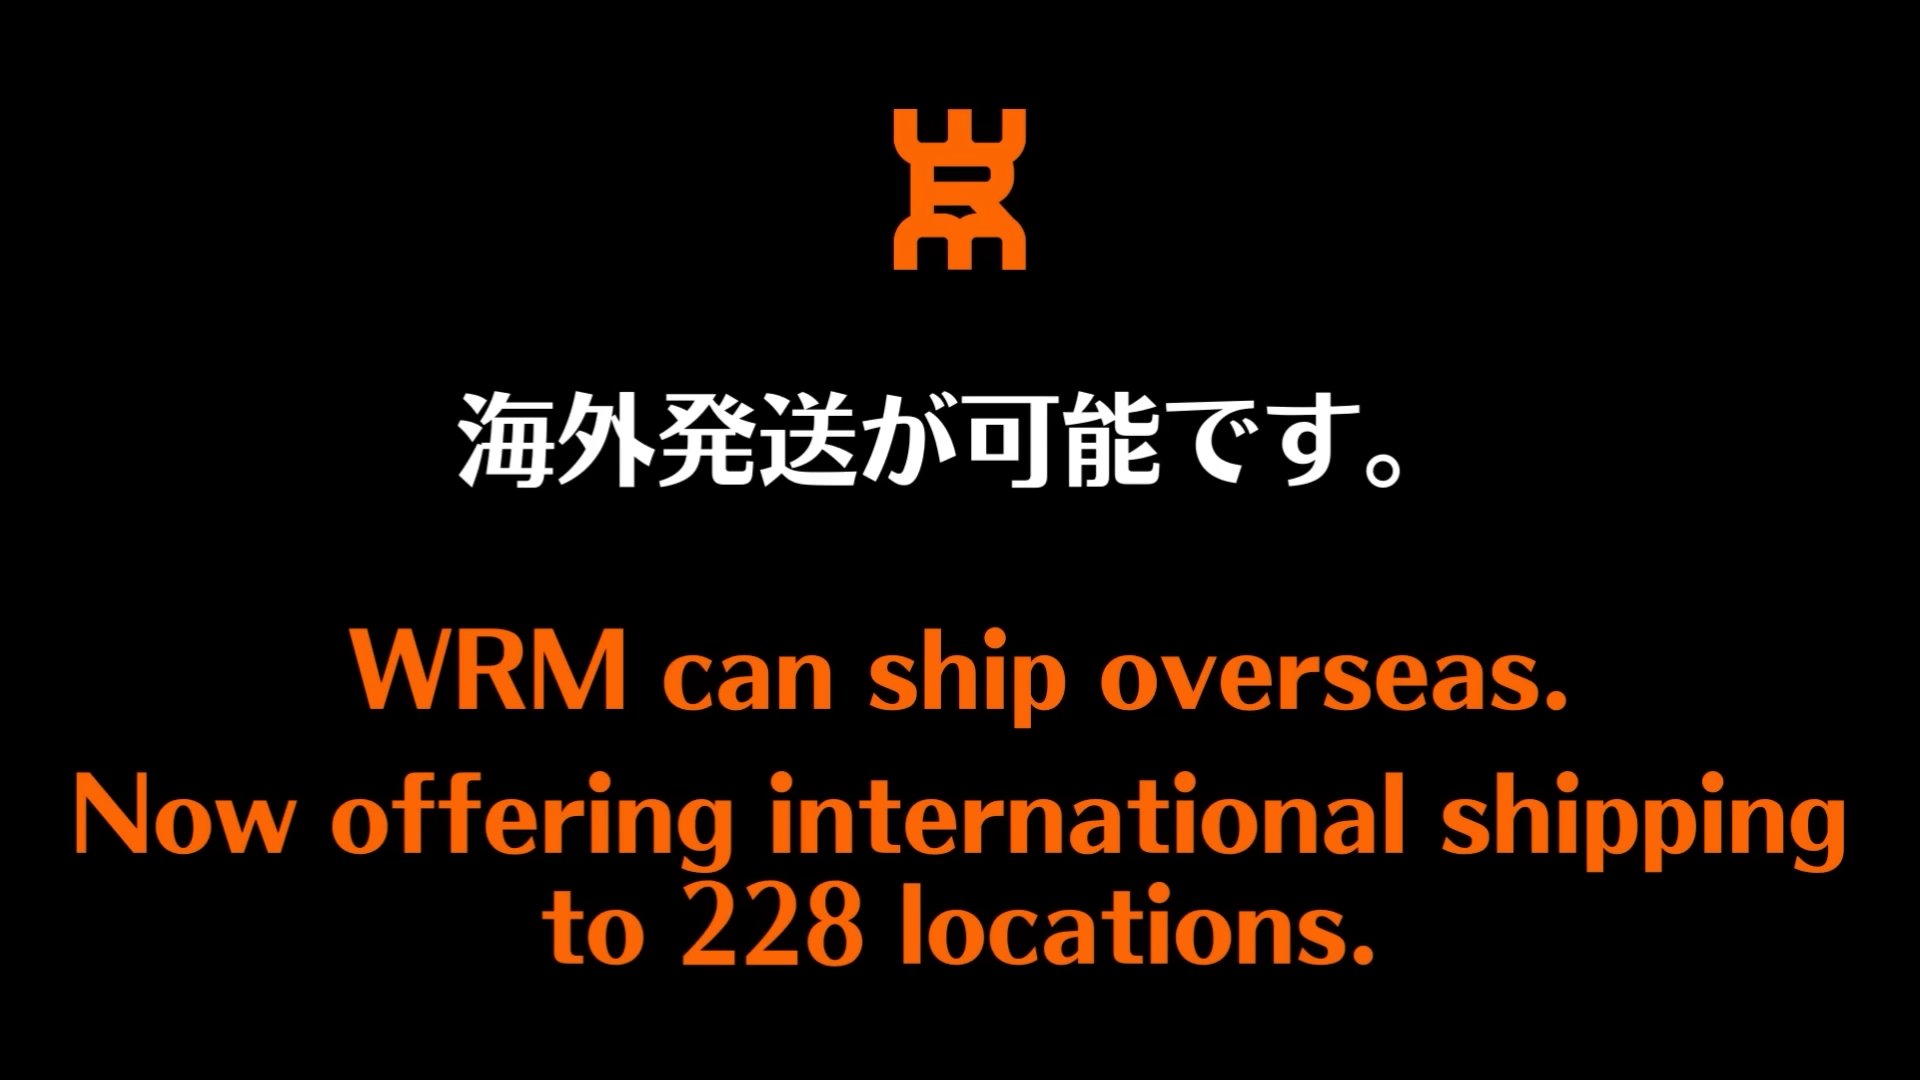 海外発送が可能です。
WRM can ship overseas.
Now offering international shipping
to 228 locations.